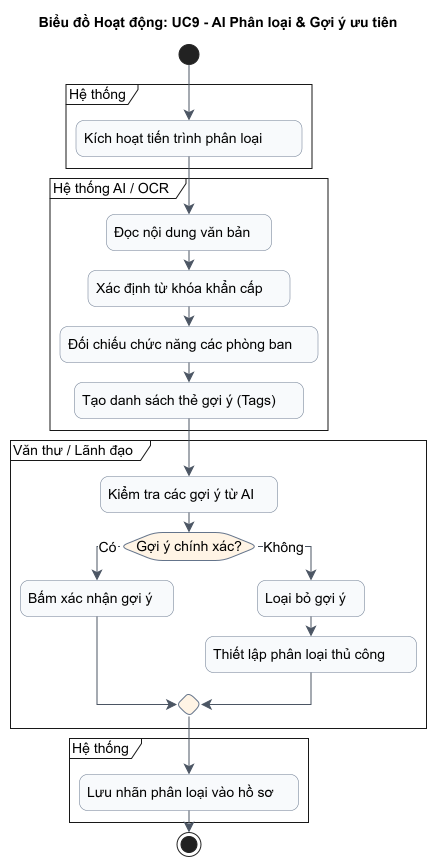 Biểu đồ Hoạt động: UC9 - AI Phân loại & Gợi ý ưu tiên
Hệ thống
Kích hoạt tiến trình phân loại
Hệ thống AI / OCR
Đọc nội dung văn bản
Xác định từ khóa khẩn cấp
Đối chiếu chức năng các phòng ban
Tạo danh sách thẻ gợi ý (Tags)
Văn thư / Lãnh đạo
Kiểm tra các gợi ý từ AI
Gợi ý chính xác?
Có
Không
Bấm xác nhận gợi ý
Loại bỏ gợi ý
Thiết lập phân loại thủ công
Hệ thống
Lưu nhãn phân loại vào hồ sơ